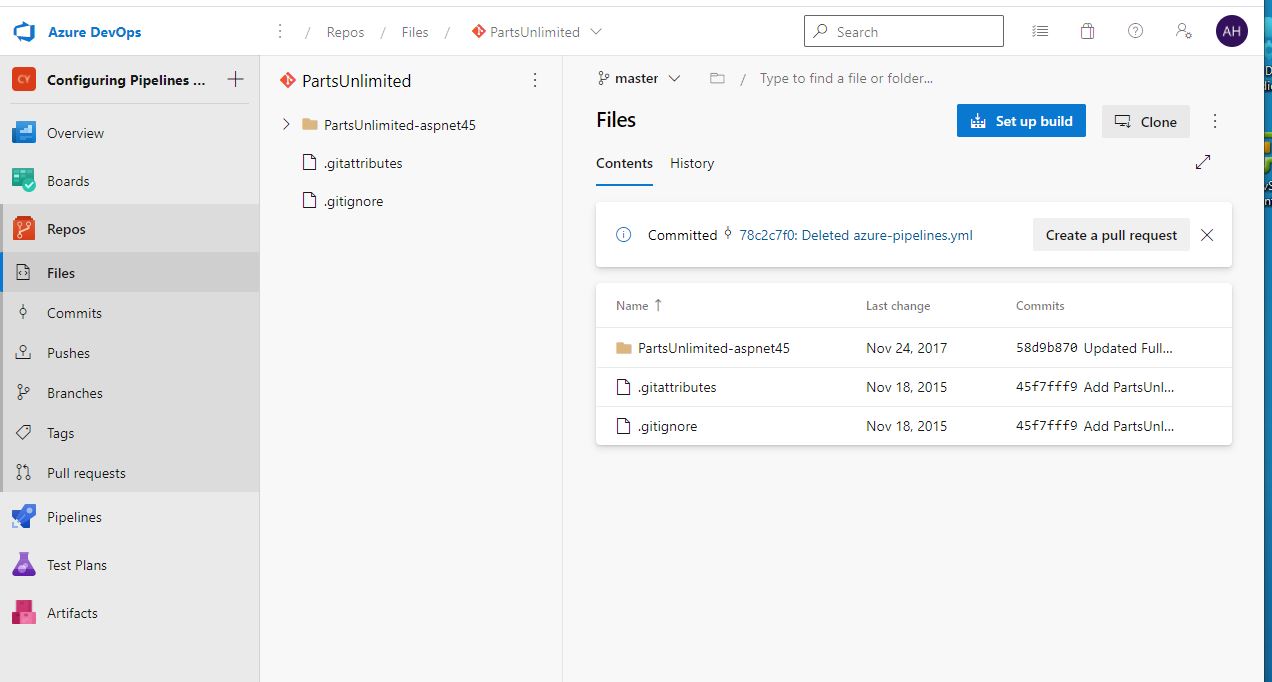 Azure DevOps
/ Repos / Files / PartsUnlimited
Search
AH
CY Configuring Pipelines ...
Overview
Boards
Repos
Files
Commits
Pushes
Branches
Tags
Pull requests
Pipelines
Test Plans
Artifacts
PartsUnlimited
PartsUnlimited-aspnet45
.gitattributes
.gitignore
master / Type to find a file or folder...
Files
Set up build
Clone
Contents History
Committed 78c2c7f0: Deleted azure-pipelines.yml
Create a pull request
Name Last change Commits
PartsUnlimited-aspnet45 Nov 24, 2017 58d9b870 Updated Full...
.gitattributes Nov 18, 2015 45f7fff9 Add PartsUnl...
.gitignore Nov 18, 2015 45f7fff9 Add PartsUnl...